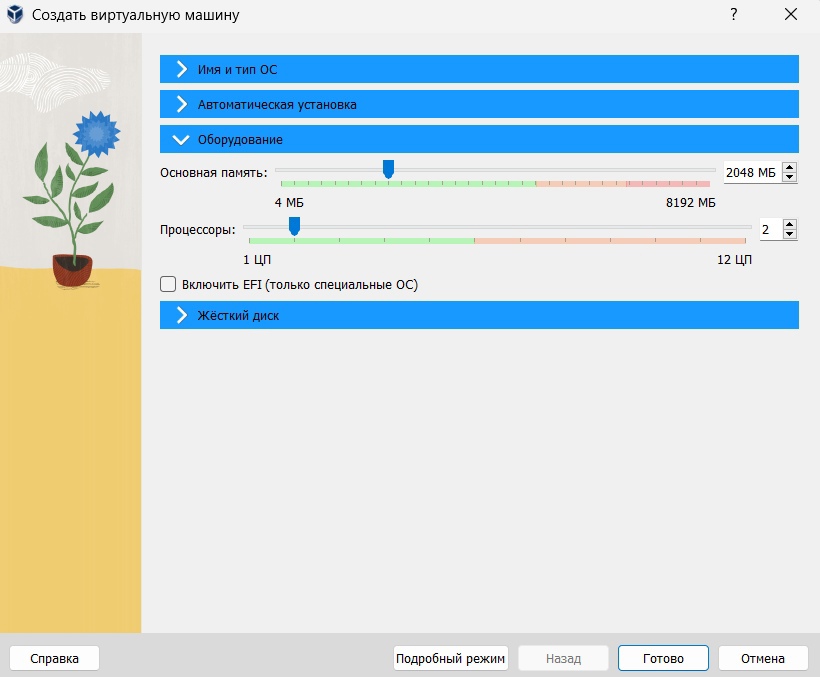 Создать виртуальную машину ?
Имя и тип ОС
Автоматическая установка
Оборудование
Основная память: 2048 МБ
4 МБ 8192 МБ
Процессоры: 2
1 ЦП 12 ЦП
Включить EFI (только специальные ОС)
Жёсткий диск
Справка Подробный режим Назад Готово Отмена